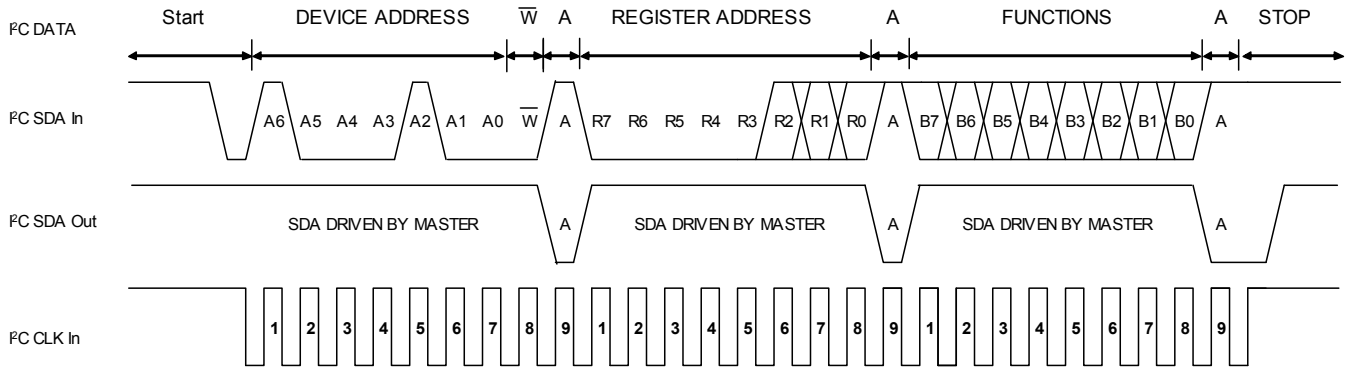 Start DEVICE ADDRESS W̅ A REGISTER ADDRESS A FUNCTIONS A STOP
I²C DATA
I²C SDA In A6 A5 A4 A3 A2 A1 A0 W̅ A R7 R6 R5 R4 R3 R2 R1 R0 A B7 B6 B5 B4 B3 B2 B1 B0 A
I²C SDA Out SDA DRIVEN BY MASTER A SDA DRIVEN BY MASTER A SDA DRIVEN BY MASTER A
I²C CLK In 1 2 3 4 5 6 7 8 9 1 2 3 4 5 6 7 8 9 1 2 3 4 5 6 7 8 9